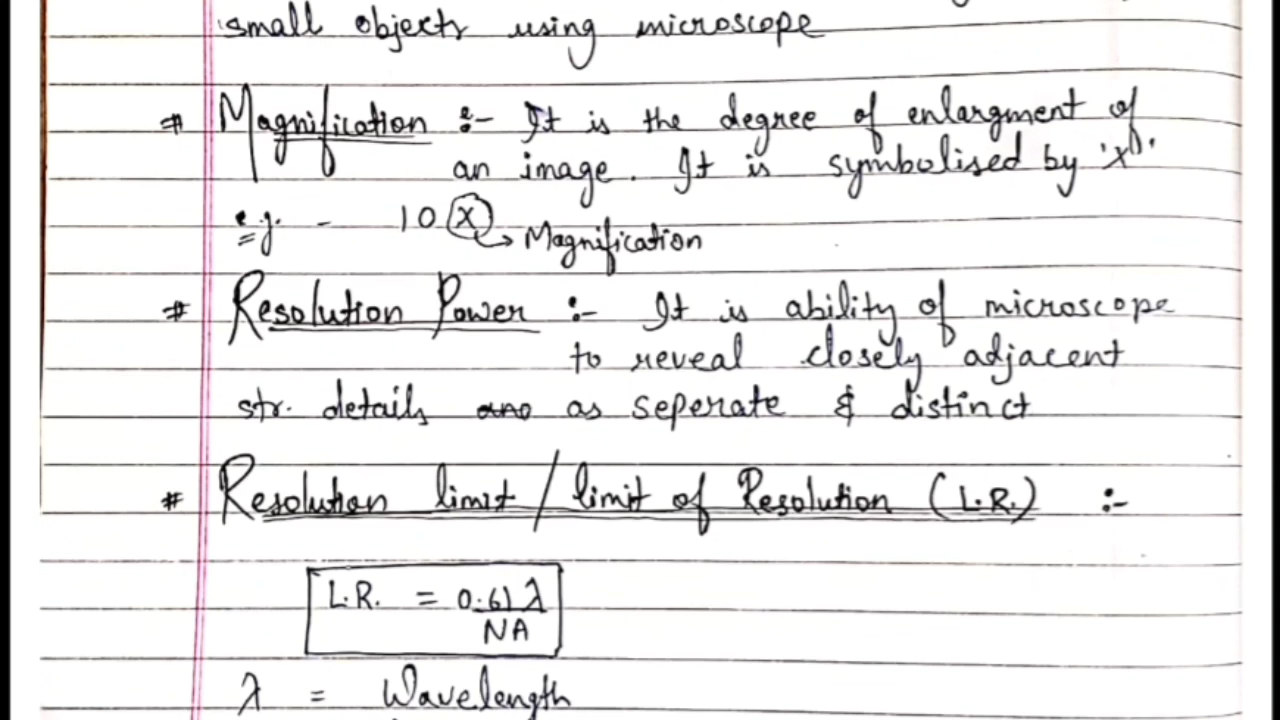 small objects using microscope
# Magnification :- It is the degree of enlargment of
an image. It is symbolised by 'x'
e.g. - 10 x → Magnification
# Resolution Power :- It is ability of microscope
to reveal closely adjacent
str. details as seperate & distinct
# Resolution limit / limit of Resolution (L.R.) :-
L.R. = 0.61 λ
NA
λ = Wavelength